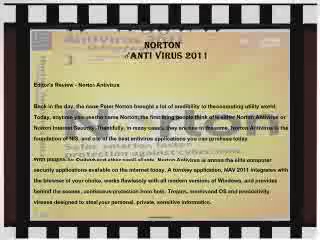 Norton
Anti Virus 2011
Editor's Review - Norton Antivirus
Back in the day, the name Peter Norton brought a lot of credibility to the computing utility world.
Today, anytime you use the name Norton, the first thing people think of is either Norton Antivirus or
Norton Internet Security. Thankfully, in many cases, they are one in the same. Norton Antivirus is the
foundation of NIS, and one of the best antivirus applications you can purchase today.
With plugins for Outlook and other email clients, Norton Antivirus is among the elite computer
security applications available on the internet today. A turnkey application, NAV 2011 integrates with
the browser of your choice, works flawlessly with all modern versions of Windows, and provides
behind the scenes, continuous protection from bots, Trojans, restrained OS and productivity
viruses designed to steal your personal, private, sensitive information.